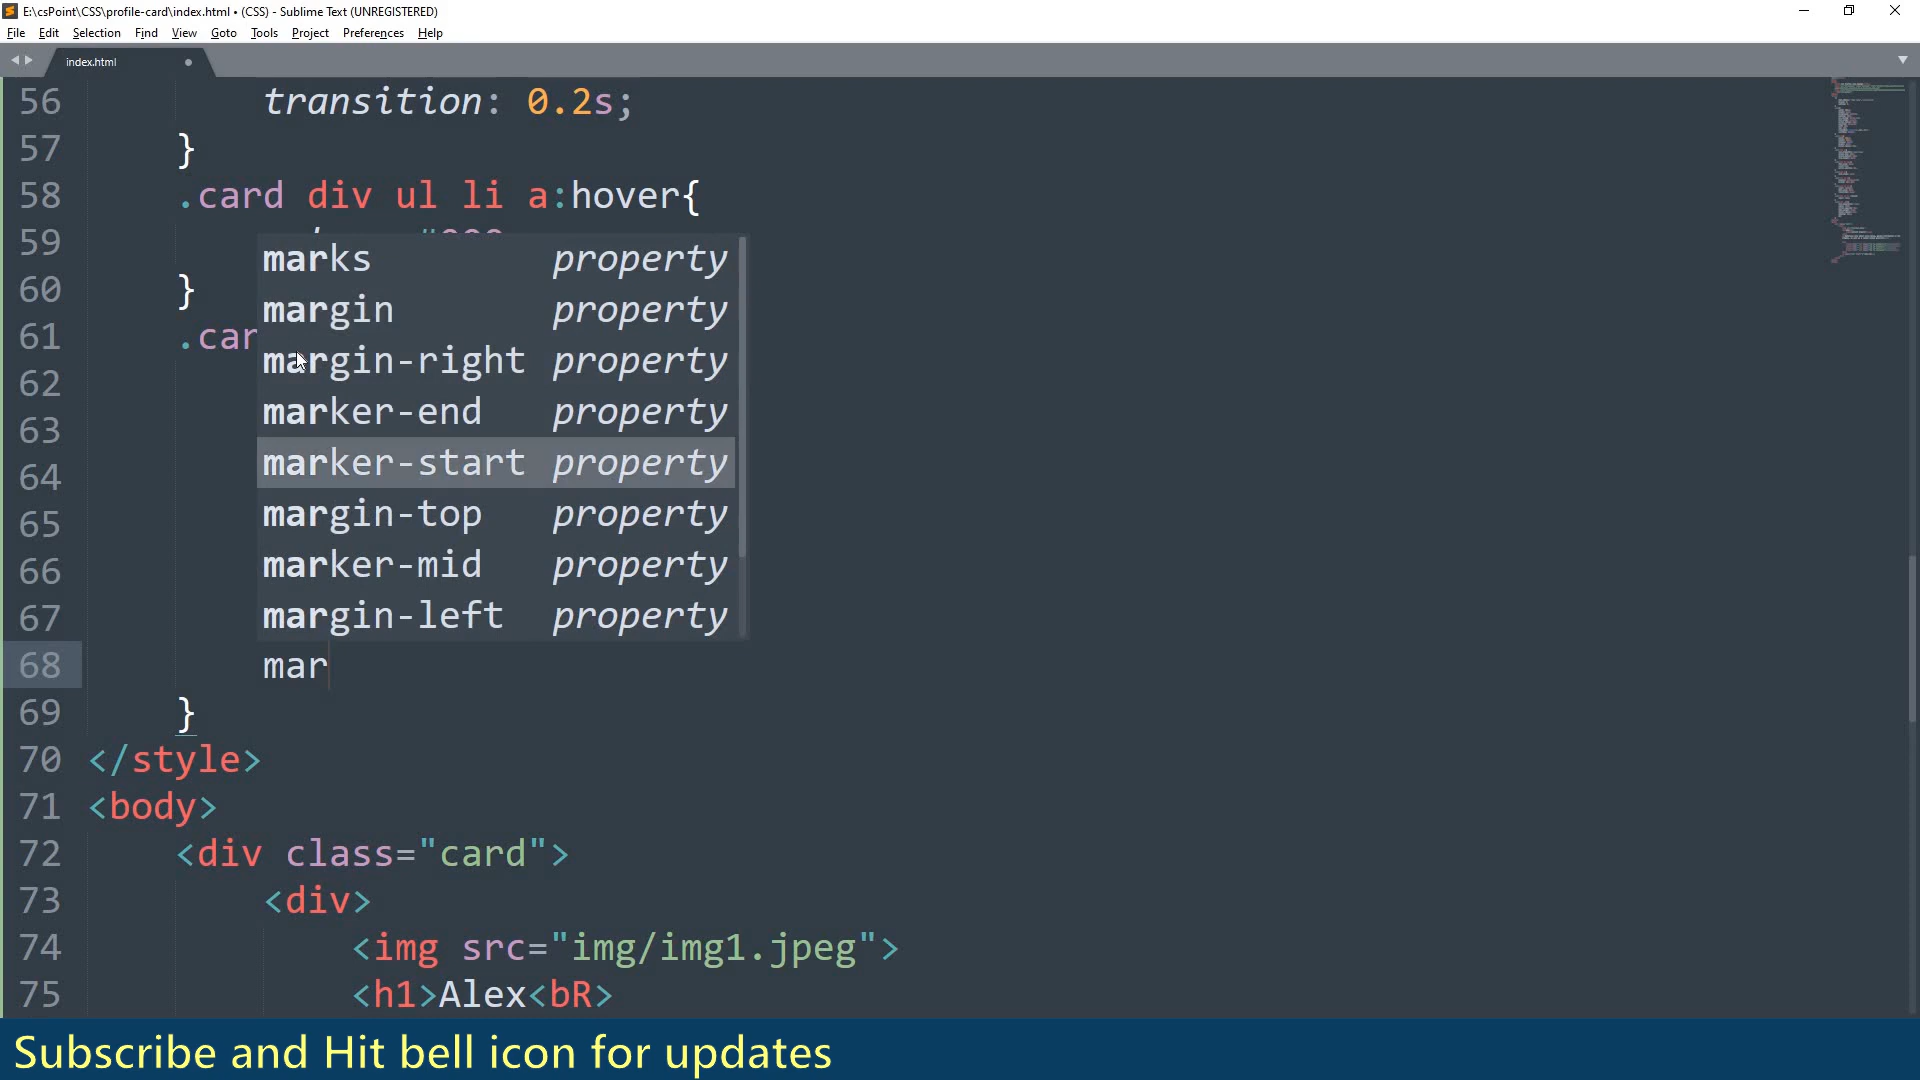 E:\csPoint\CSS\profile-card\index.html • (CSS) - Sublime Text (UNREGISTERED)
File Edit Selection Find View Goto Tools Project Preferences Help
index.html
56 transition: 0.2s;
57 }
58 .card div ul li a:hover{
59
60 }
61 .car
62
63
64
65
66
67
marks property
margin property
margin-right property
marker-end property
marker-start property
margin-top property
marker-mid property
margin-left property
68 mar
69 }
70 </style>
71 <body>
72 <div class="card">
73 <div>
74 <img src="img/img1.jpeg">
75 <h1>Alex<bR>
Subscribe and Hit bell icon for updates